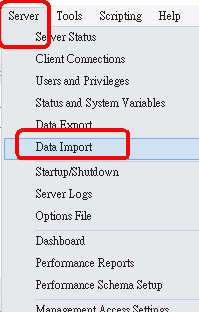 Server Tools Scripting Help
Server Status
Client Connections
Users and Privileges
Status and System Variables
Data Export
Data Import
Startup/Shutdown
Server Logs
Options File
Dashboard
Performance Reports
Performance Schema Setup
Management Access Settings